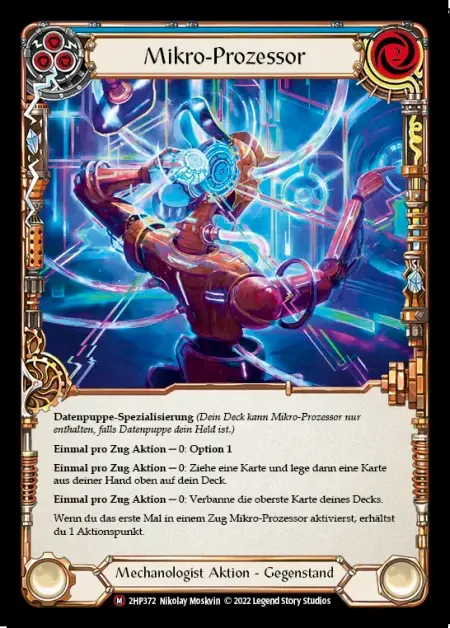 Mikro-Prozessor
2
Datenpuppe-Spezialisierung (Dein Deck kann Mikro-Prozessor nur
enthalten, falls Datenpuppe dein Held ist.)
Einmal pro Zug Aktion — 0: Option 1
Einmal pro Zug Aktion — 0: Ziehe eine Karte und lege dann eine Karte
aus deiner Hand oben auf dein Deck.
Einmal pro Zug Aktion — 0: Verbanne die oberste Karte deines Decks.
Wenn du das erste Mal in einem Zug Mikro-Prozessor aktivierst, erhältst
du 1 Aktionspunkt.
Mechanologist Aktion - Gegenstand
M 2HP372 Nikolay Moskvin © 2022 Legend Story Studios